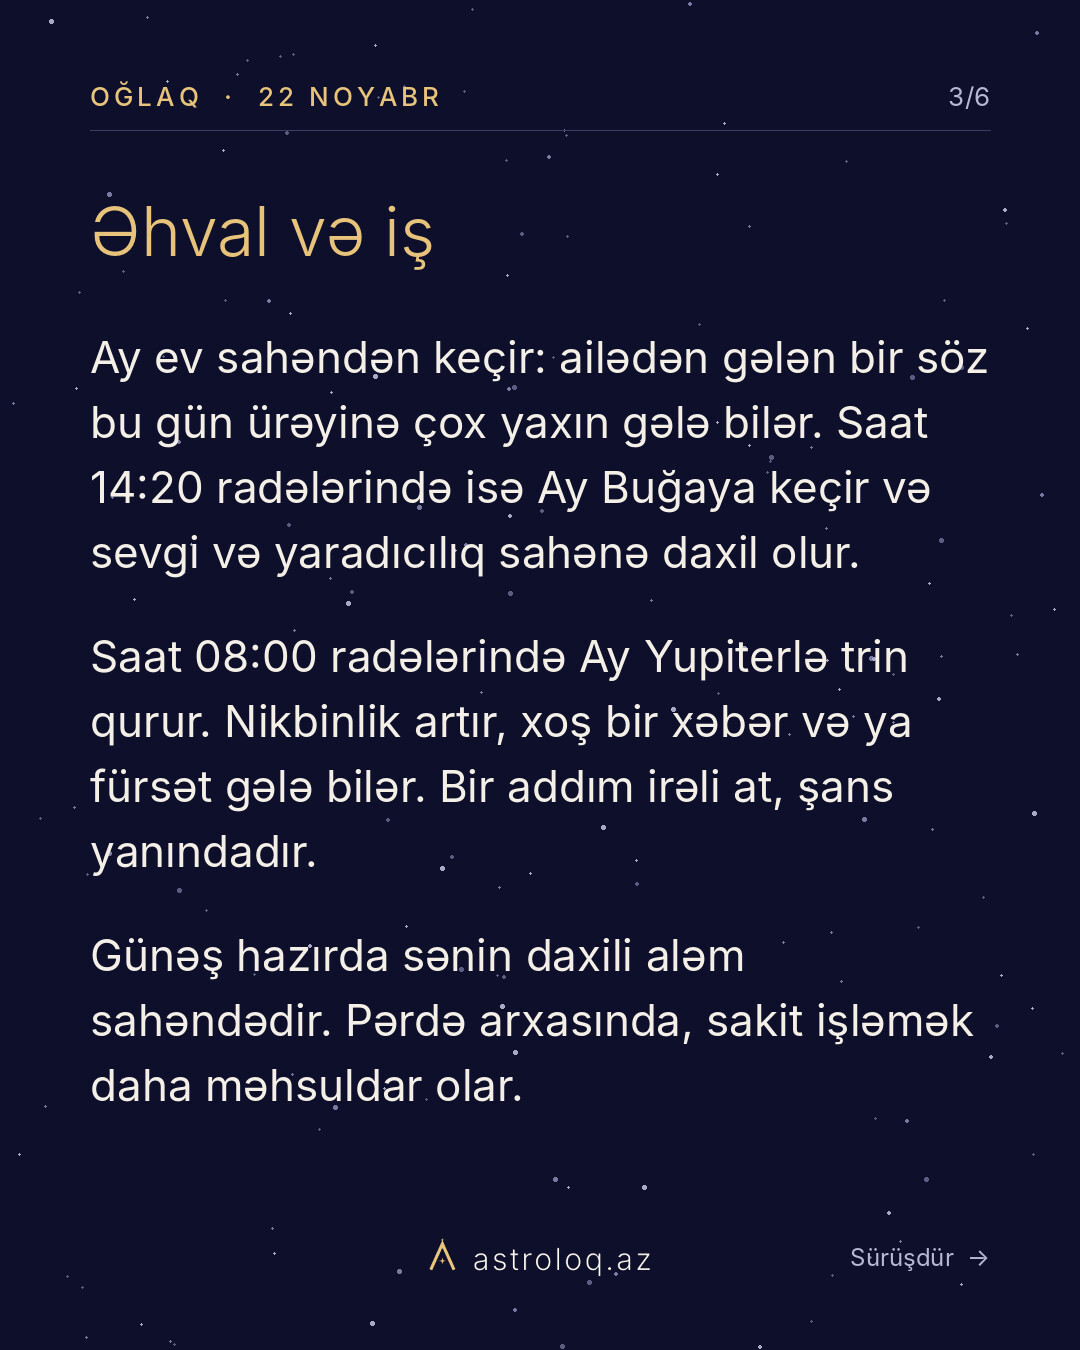 OĞLAQ · 22 NOYABR
3/6
Əhval və iş
Ay ev sahəndən keçir: ailədən gələn bir söz
bu gün ürəyinə çox yaxın gələ bilər. Saat
14:20 radələrində isə Ay Buğaya keçir və
sevgi və yaradıcılıq sahənə daxil olur.
Saat 08:00 radələrində Ay Yupiterlə trin
qurur. Nikbinlik artır, xoş bir xəbər və ya
fürsət gələ bilər. Bir addım irəli at, şans
yanındadır.
Günəş hazırda sənin daxili aləm
sahəndədir. Pərdə arxasında, sakit işləmək
daha məhsuldar olar.
astroloq.az
Sürüşdür →